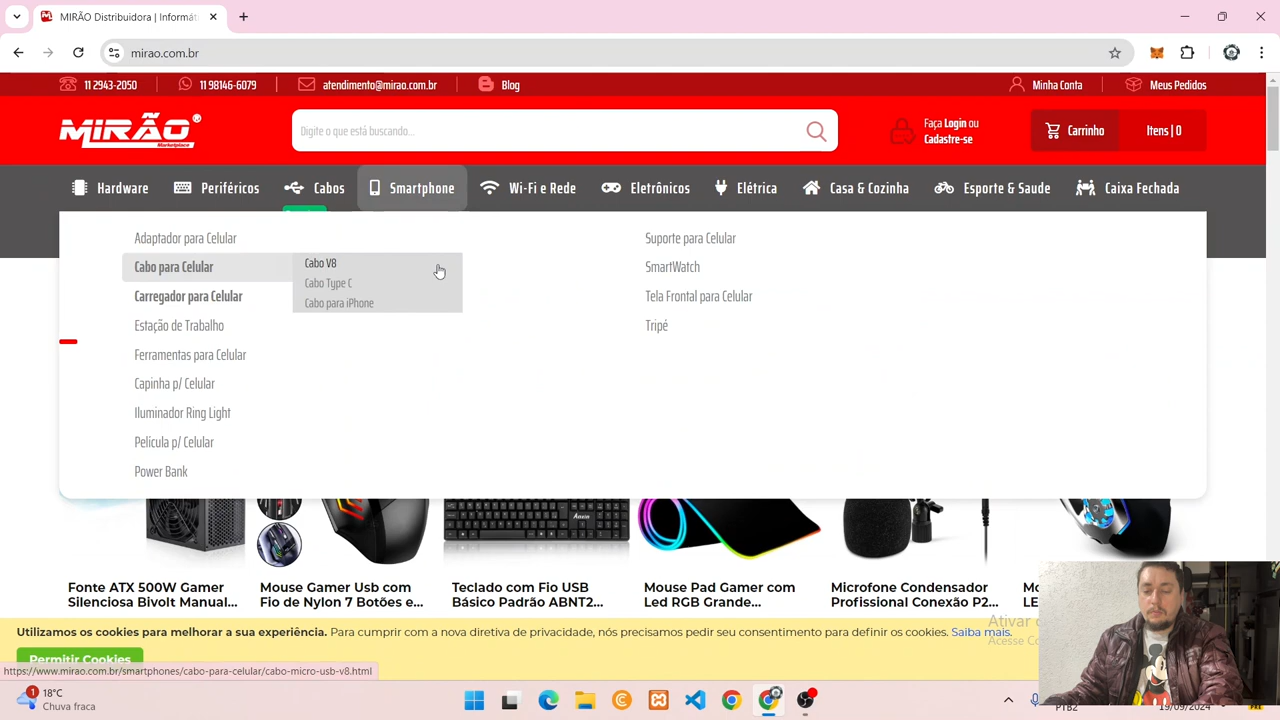 MIRÃO Distribuidora | Informát
mirao.com.br
11 2943-2050
11 98146-6079
atendimento@mirao.com.br
Blog
Minha Conta
Meus Pedidos
MIRÃO®
Marketplace
Digite o que está buscando...
Faça Login ou
Cadastre-se
Carrinho
Itens | 0
Hardware
Periféricos
Cabos
Smartphone
Wi-Fi e Rede
Eletrônicos
Elétrica
Casa & Cozinha
Esporte & Saude
Caixa Fechada
Adaptador para Celular
Cabo para Celular
Carregador para Celular
Estação de Trabalho
Ferramentas para Celular
Capinha p/ Celular
Iluminador Ring Light
Película p/ Celular
Power Bank
Cabo V8
Cabo Type C
Cabo para iPhone
Suporte para Celular
SmartWatch
Tela Frontal para Celular
Tripé
Fonte ATX 500W Gamer
Silenciosa Bivolt Manual...
Mouse Gamer Usb com
Fio de Nylon 7 Botões e...
Teclado com Fio USB
Básico Padrão ABNT2...
Mouse Pad Gamer com
Led RGB Grande...
Microfone Condensador
Profissional Conexão P2...
Utilizamos os cookies para melhorar a sua experiência. Para cumprir com a nova diretiva de privacidade, nós precisamos pedir seu consentimento para definir os cookies. Saiba mais.
Permitir Cookies
Ativar
Acesse
https://www.mirao.com.br/smartphones/cabo-para-celular/cabo-micro-usb-v8.html
1
18°C
Chuva fraca
PTB2
19/09/2024